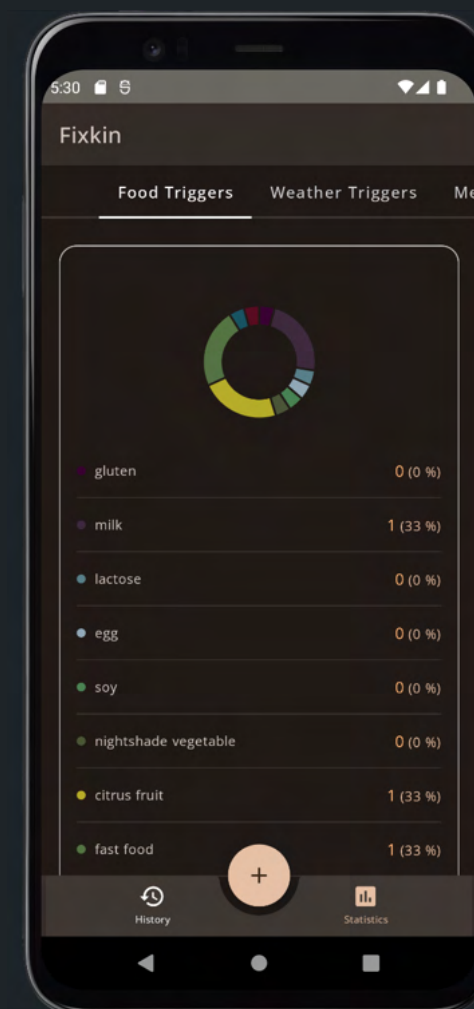 5:30
Fixkin
Food Triggers Weather Triggers Me
gluten 0 (0 %)
milk 1 (33 %)
lactose 0 (0 %)
egg 0 (0 %)
soy 0 (0 %)
nightshade vegetable 0 (0 %)
citrus fruit 1 (33 %)
fast food 1 (33 %)
+
History Statistics